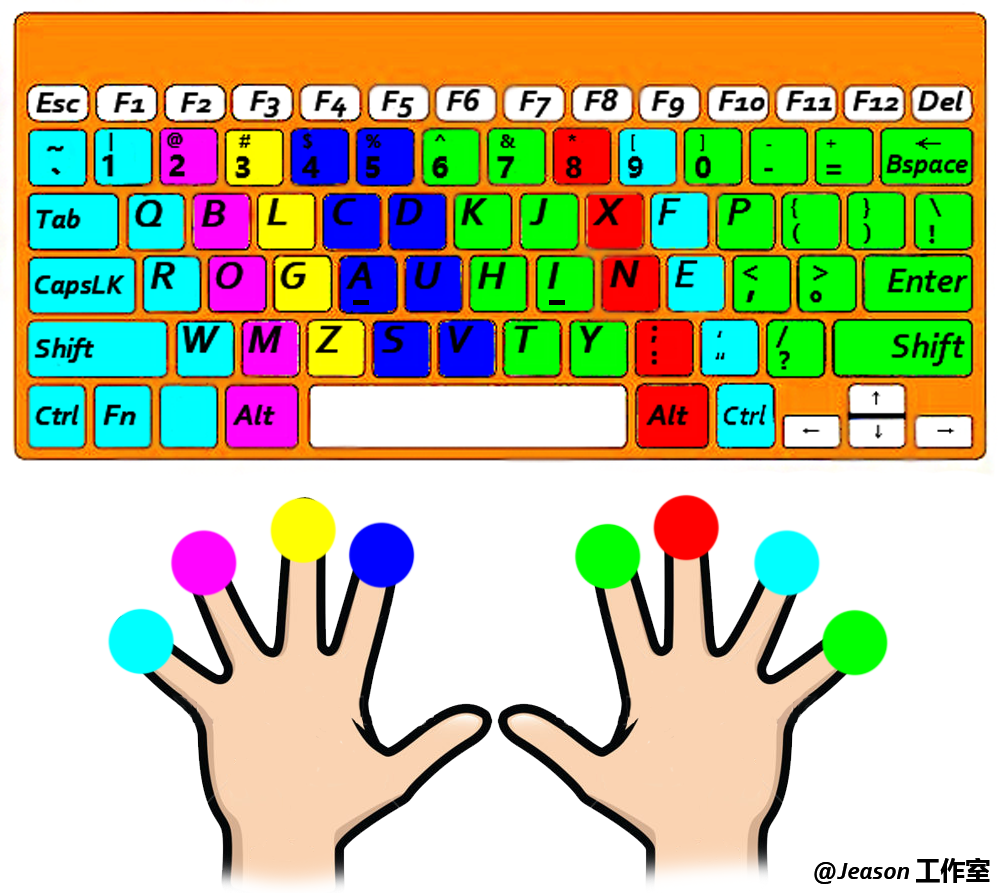 Esc F1 F2 F3 F4 F5 F6 F7 F8 F9 F10 F11 F12 Del
~ | @ # $ % ^ & * [ ] - + ←
` 1 2 3 4 5 6 7 8 9 0 - = Bspace
Tab Q B L C D K J X F P { } \
( ) !
CapsLK R O G A U H I N E < > Enter
,
Shift W M Z S V T Y : ' / Shift
" ?
Ctrl Fn Alt Alt Ctrl ↑
← ↓ →
@Jeason 工作室